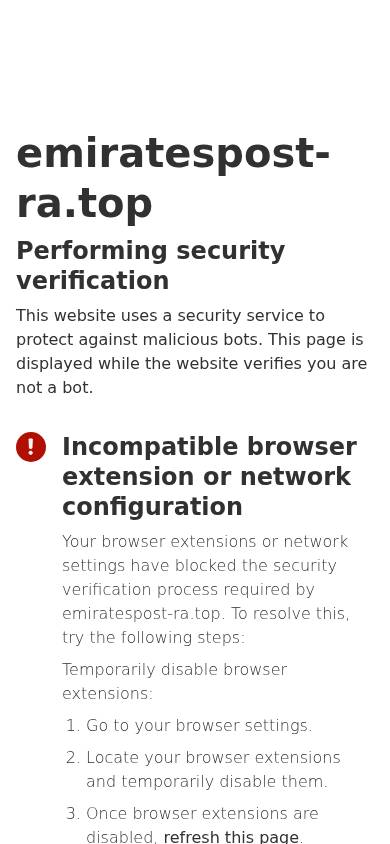 emiratespost-
ra.top
Performing security
verification
This website uses a security service to
protect against malicious bots. This page is
displayed while the website verifies you are
not a bot.
Incompatible browser
extension or network
configuration
Your browser extensions or network
settings have blocked the security
verification process required by
emiratespost-ra.top. To resolve this,
try the following steps:
Temporarily disable browser
extensions:
1. Go to your browser settings.
2. Locate your browser extensions
and temporarily disable them.
3. Once browser extensions are
disabled, refresh this page.